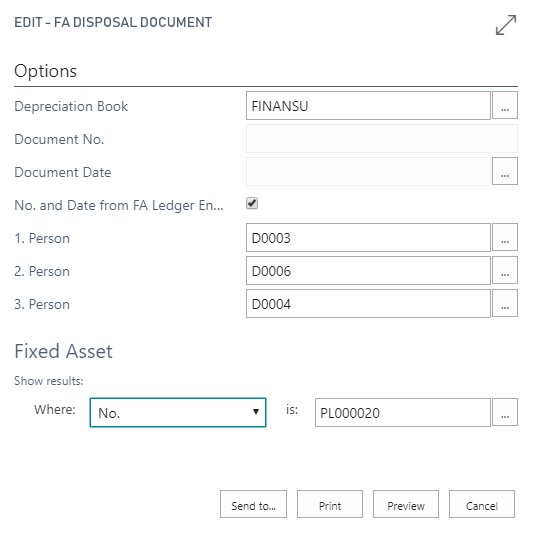 EDIT - FA DISPOSAL DOCUMENT
Options
Depreciation Book FINANSU ...
Document No.
Document Date ...
No. and Date from FA Ledger En...
1. Person D0003 ...
2. Person D0006 ...
3. Person D0004 ...
Fixed Asset
Show results:
Where: No. is: PL000020 ...
Send to... Print Preview Cancel